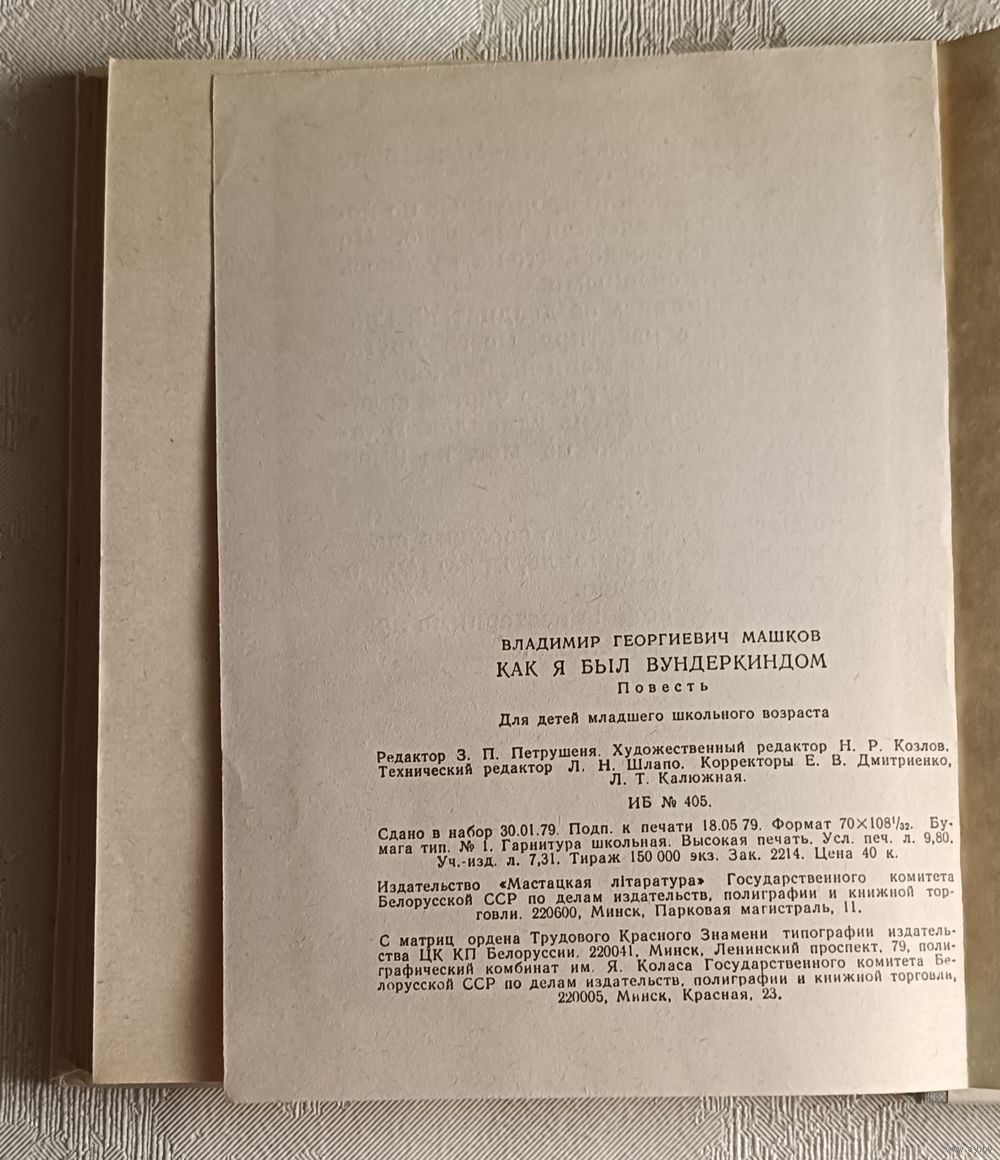 ВЛАДИМИР ГЕОРГИЕВИЧ МАШКОВ
КАК Я БЫЛ ВУНДЕРКИНДОМ
Повесть
Для детей младшего школьного возраста
Редактор З. П. Петрушеня. Художественный редактор Н. Р. Козлов.
Технический редактор Л. Н. Шлапо. Корректоры Е. В. Дмитриенко,
Л. Т. Калюжная.
ИБ № 405.
Сдано в набор 30.01.79. Подп. к печати 18.05 79. Формат 70×108¹/₃₂. Бу-
мага тип. № 1. Гарнитура школьная. Высокая печать. Усл. печ. л. 9,80.
Уч.-изд. л. 7,31. Тираж 150 000 экз. Зак. 2214. Цена 40 к.
Издательство «Мастацкая літаратура» Государственного комитета
Белорусской ССР по делам издательств, полиграфии и книжной тор-
говли. 220600, Минск, Парковая магистраль, 11.
С матриц ордена Трудового Красного Знамени типографии издатель-
ства ЦК КП Белоруссии. 220041, Минск, Ленинский проспект, 79, поли-
графический комбинат им. Я. Коласа Государственного комитета Бе-
лорусской ССР по делам издательств, полиграфии и книжной торговли,
220005, Минск, Красная, 23.